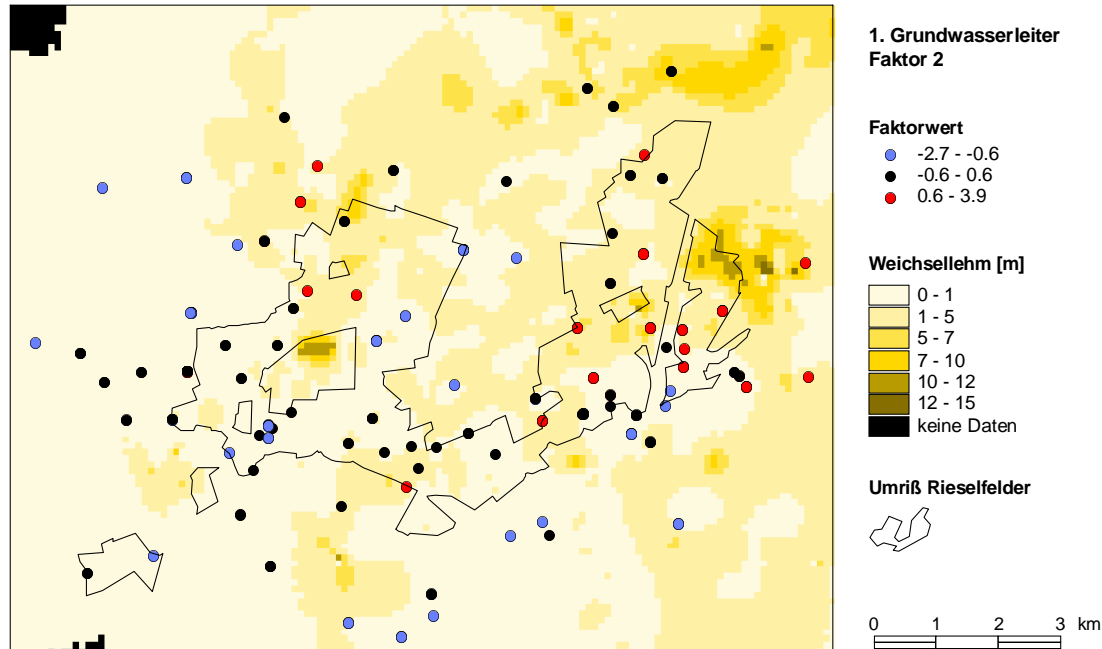 1. Grundwasserleiter
Faktor 2
Faktorwert
-2.7 - -0.6
-0.6 - 0.6
0.6 - 3.9
Weichsellehm [m]
0 - 1
1 - 5
5 - 7
7 - 10
10 - 12
12 - 15
keine Daten
Umriß Rieselfelder
0 1 2 3 km